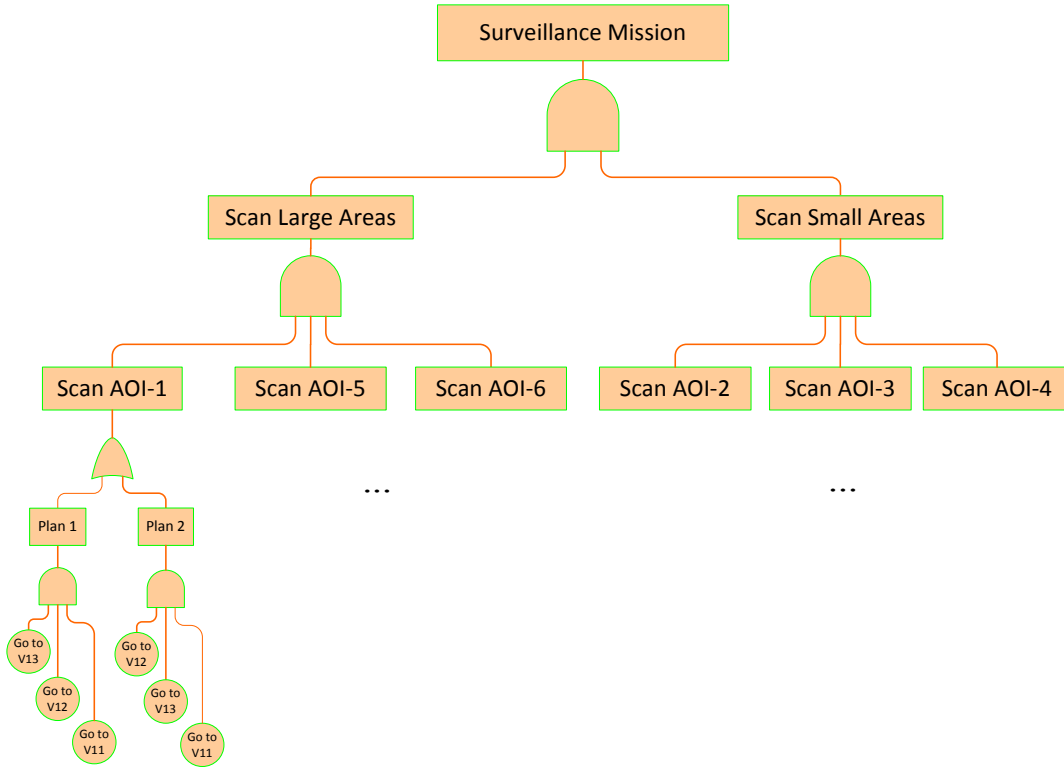 Surveillance Mission
Scan Large Areas
Scan Small Areas
Scan AOI-1
Scan AOI-5
Scan AOI-6
Scan AOI-2
Scan AOI-3
Scan AOI-4
...
...
Plan 1
Plan 2
Go to
V13
Go to
V12
Go to
V11
Go to
V12
Go to
V13
Go to
V11